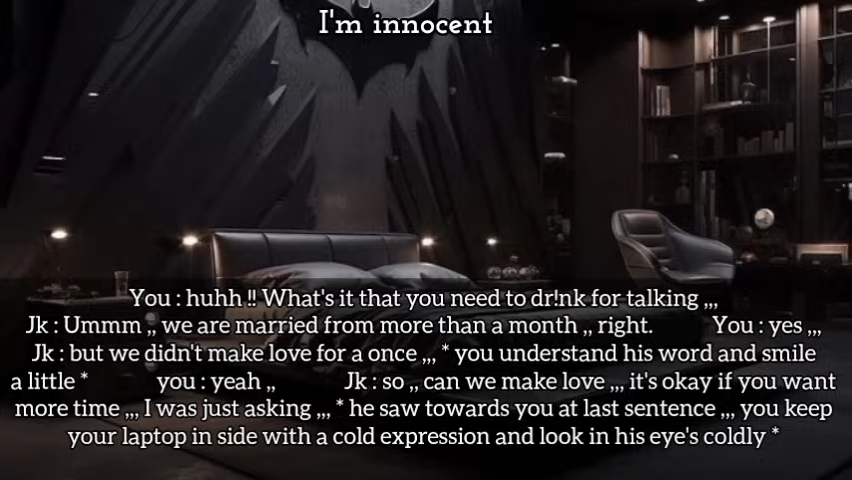 I'm innocent
You : huhh !! What's it that you need to dr!nk for talking ,,,
Jk : Ummm ,, we are married from more than a month ,, right. You : yes ,,,
Jk : but we didn't make love for a once ,,, * you understand his word and smile
a little * you : yeah ,, Jk : so ,, can we make love ,,, it's okay if you want
more time ,,, I was just asking ,,, * he saw towards you at last sentence ,,, you keep
your laptop in side with a cold expression and look in his eye's coldly *